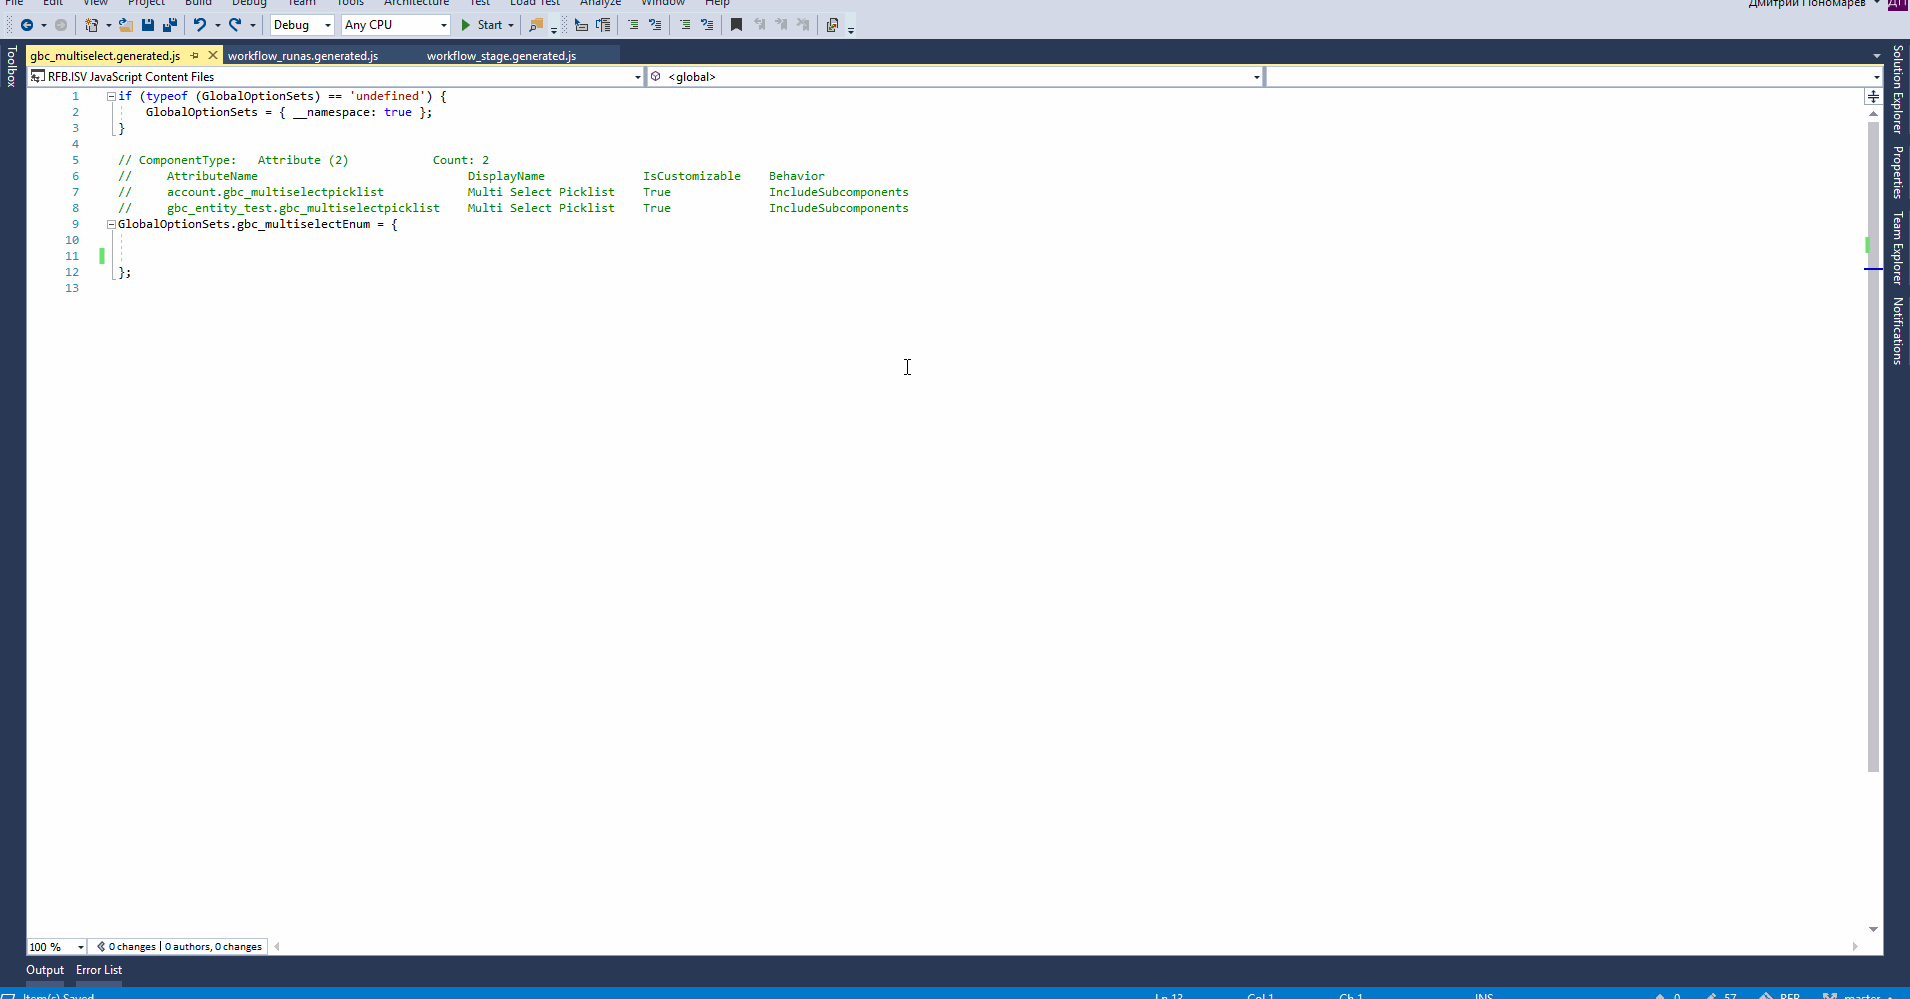 File Edit View Project Build Debug Team Tools Architecture Test Load Test Analyze Window Help Дмитрий Пономарев ДП
Debug Any CPU Start
gbc_multiselect.generated.js workflow_runas.generated.js workflow_stage.generated.js
RFB.ISV JavaScript Content Files <global>
1 if (typeof (GlobalOptionSets) == 'undefined') {
2 GlobalOptionSets = { __namespace: true };
3 }
4
5 // ComponentType: Attribute (2) Count: 2
6 // AttributeName DisplayName IsCustomizable Behavior
7 // account.gbc_multiselectpicklist Multi Select Picklist True IncludeSubcomponents
8 // gbc_entity_test.gbc_multiselectpicklist Multi Select Picklist True IncludeSubcomponents
9 GlobalOptionSets.gbc_multiselectEnum = {
10
11
12 };
13
Toolbox
Solution Explorer
Properties
Team Explorer
Notifications
100 % 0 changes | 0 authors, 0 changes
Output Error List
Item(s) Saved Ln 13 Col 1 Ch 1 INS 0 57 RFB master